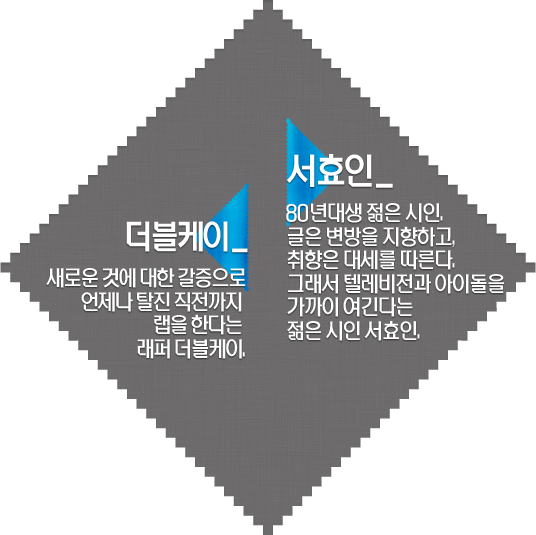 서효인_
80년대생 젊은 시인.
글은 변방을 지향하고,
취향은 대세를 따른다.
그래서 텔레비전과 아이돌을
가까이 여긴다는
젊은 시인 서효인.
더블케이_
새로운 것에 대한 갈증으로
언제나 탈진 직전까지
랩을 한다는
래퍼 더블케이.